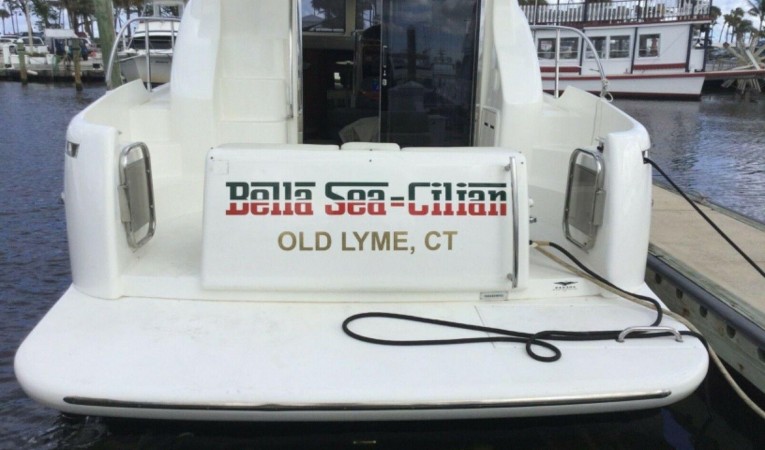 Bella Sea-Cilian
OLD LYME, CT